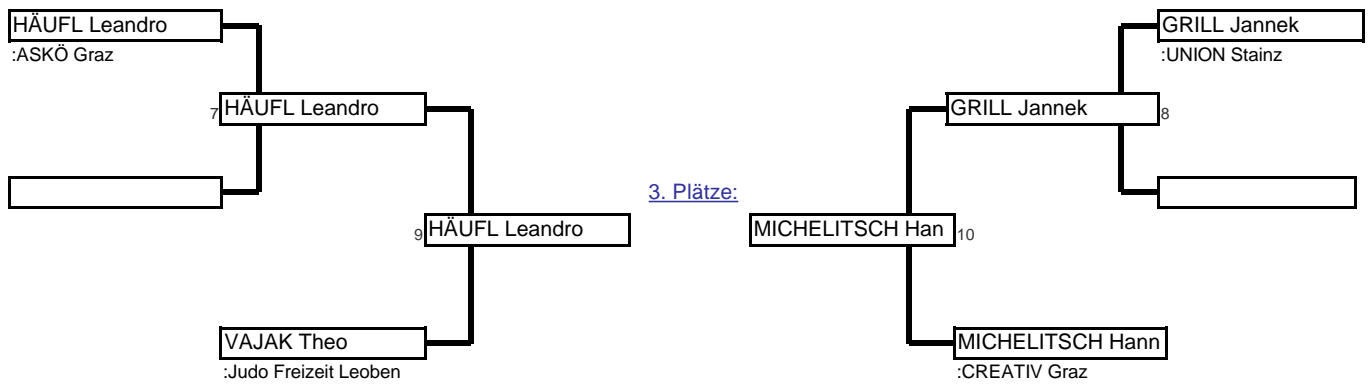 HÄUFL Leandro
:ASKÖ Graz
GRILL Jannek
:UNION Stainz
7 HÄUFL Leandro
GRILL Jannek 8
3. Plätze:
9 HÄUFL Leandro
MICHELITSCH Han 10
VAJAK Theo
:Judo Freizeit Leoben
MICHELITSCH Hann
:CREATIV Graz